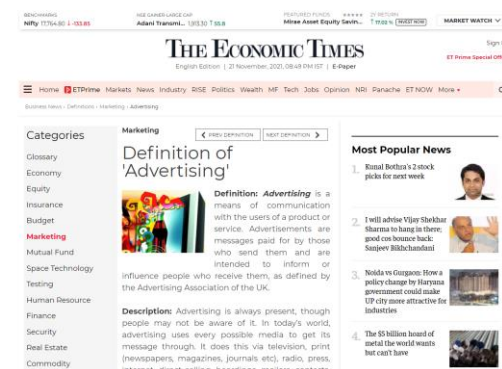 BENCHMARKS
Nifty 17,764.80 ↓ -133.85
NSE GAINER-LARGE CAP
Adani Transmi... 1,913.30 ↑ 55.8
FEATURED FUNDS ★★★★★
Mirae Asset Equity Savin...
5Y RETURN
INVEST NOW
MARKET WATCH
THE ECONOMIC TIMES
English Edition | 21 November, 2021, 08:49 PM IST | E-Paper
Sign
ET Prime Special Off
Home ETPrime Markets News Industry RISE Politics Wealth MF Tech Jobs Opinion NRI Panache ET NOW More
Business News › Definitions › Marketing › Advertising
Categories
Glossary
Economy
Equity
Insurance
Budget
Marketing
Mutual Fund
Space Technology
Testing
Human Resource
Finance
Security
Real Estate
Commodity
Marketing
PREV DEFINITION
NEXT DEFINITION
Definition of
'Advertising'
Definition: Advertising is a
means of communication
with the users of a product or
service. Advertisements are
messages paid for by those
who send them and are
intended to inform or
influence people who receive them, as defined by
the Advertising Association of the UK.
Description: Advertising is always present, though
people may not be aware of it. In today's world,
advertising uses every possible media to get its
message through. It does this via television, print
(newspapers, magazines, journals etc), radio, press,
Most Popular News
1. Kunal Bothra's 2 stock
picks for next week
2. I will advise Vijay Shekhar
Sharma to hang in there;
good cos bounce back:
Sanjeev Bikhchandani
3. Noida vs Gurgaon: How a
policy change by Haryana
government could make
UP city more attractive for
industries
4. The $5 billion hoard of
metal the world wants
but can't have